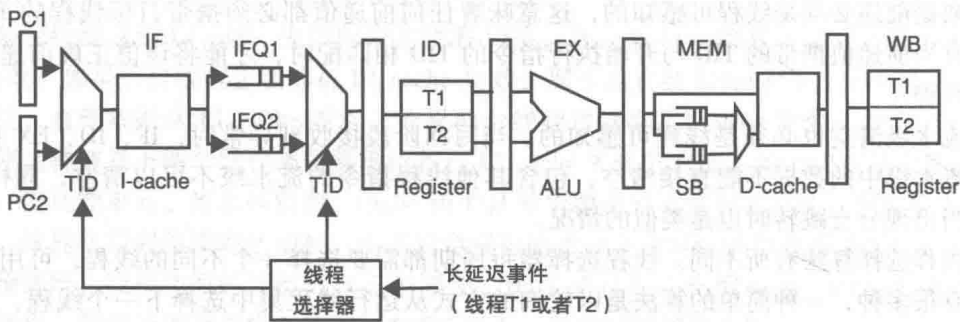 PC1
IF
IFQ1
ID
EX
MEM
WB
T1
T2
T1
T2
IFQ2
TID
I-cache
TID
Register
ALU
SB
D-cache
Register
PC2
线程
选择器
长延迟事件
（线程T1或者T2）